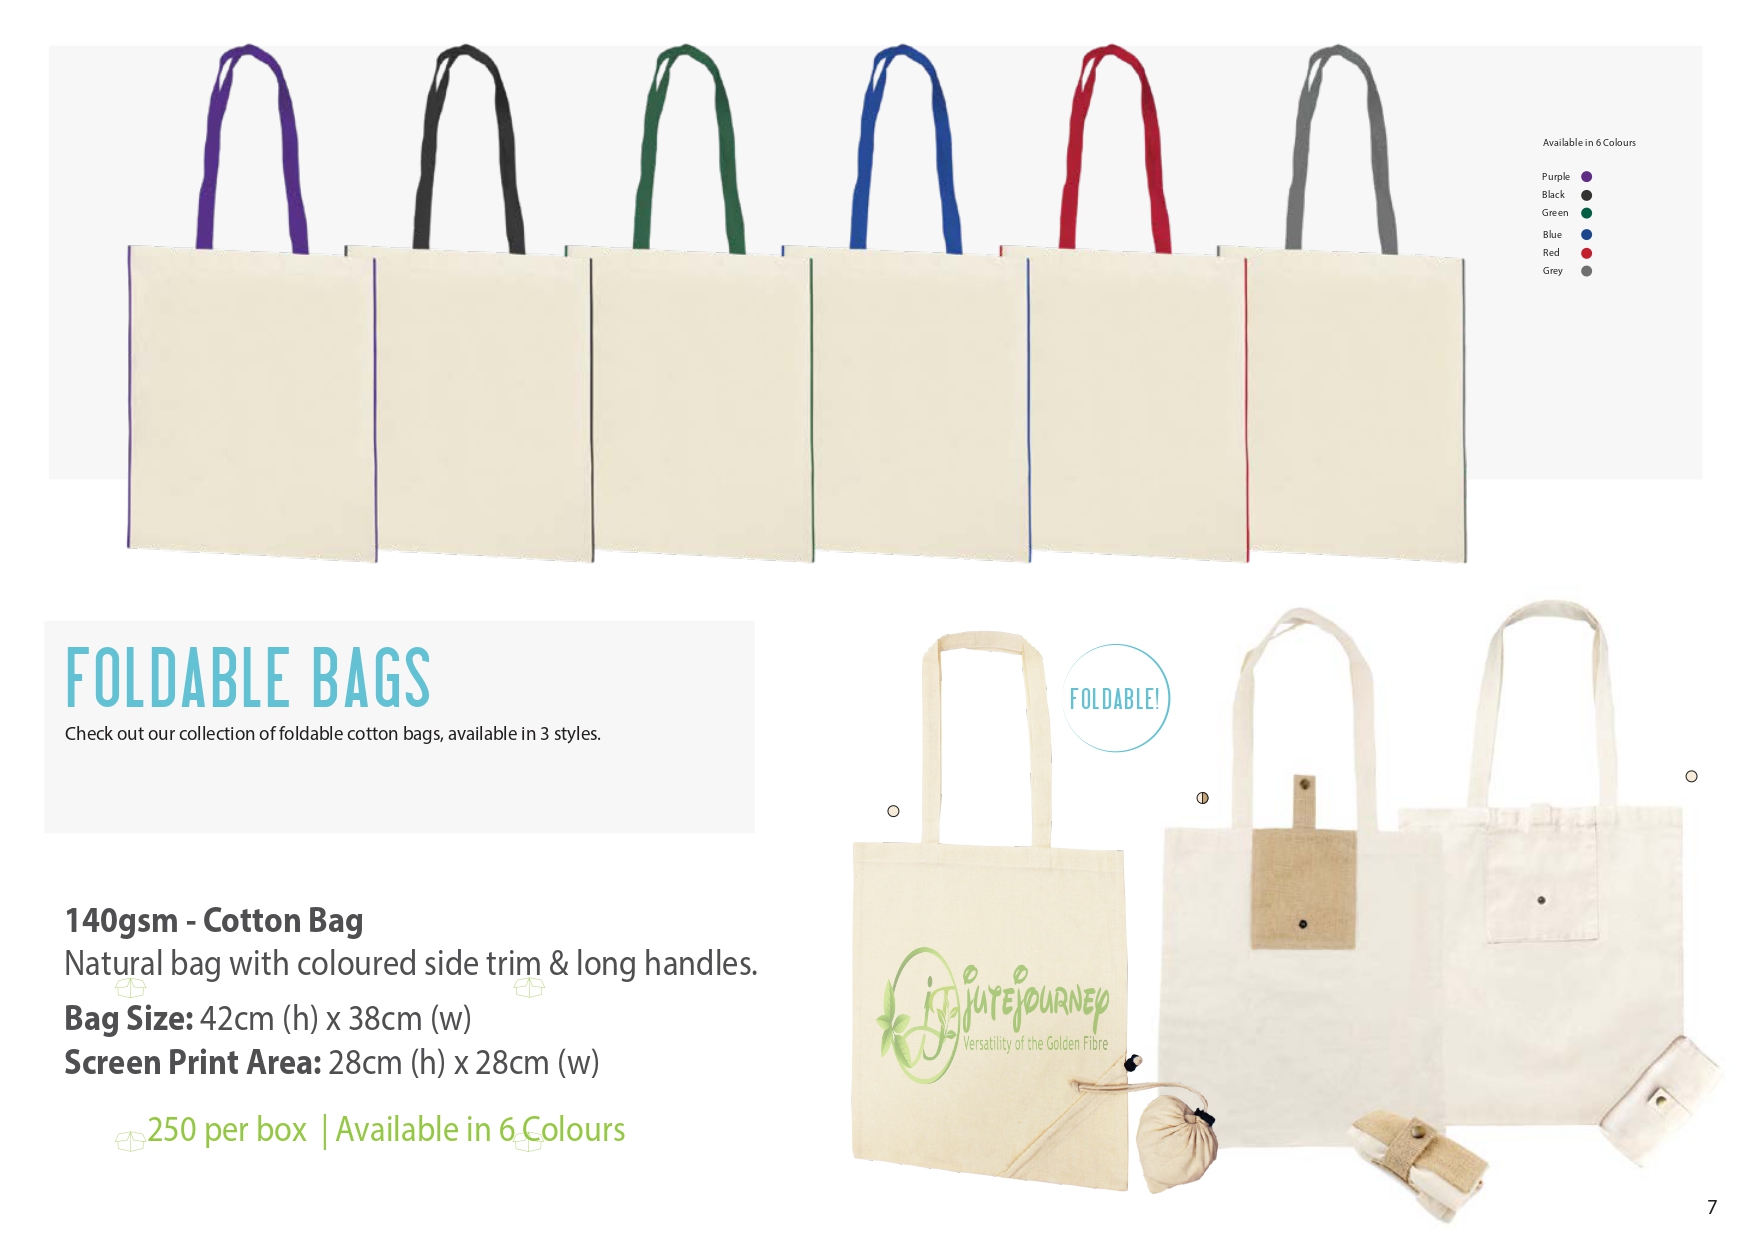 Available in 6 Colours
Purple
Black
Green
Blue
Red
Grey
FOLDABLE BAGS
Check out our collection of foldable cotton bags, available in 3 styles.
FOLDABLE!
140gsm - Cotton Bag
Natural bag with coloured side trim & long handles.
Bag Size: 42cm (h) x 38cm (w)
Screen Print Area: 28cm (h) x 28cm (w)
250 per box | Available in 6 Colours
jj
jutejourney
Versatility of the Golden Fibre
7